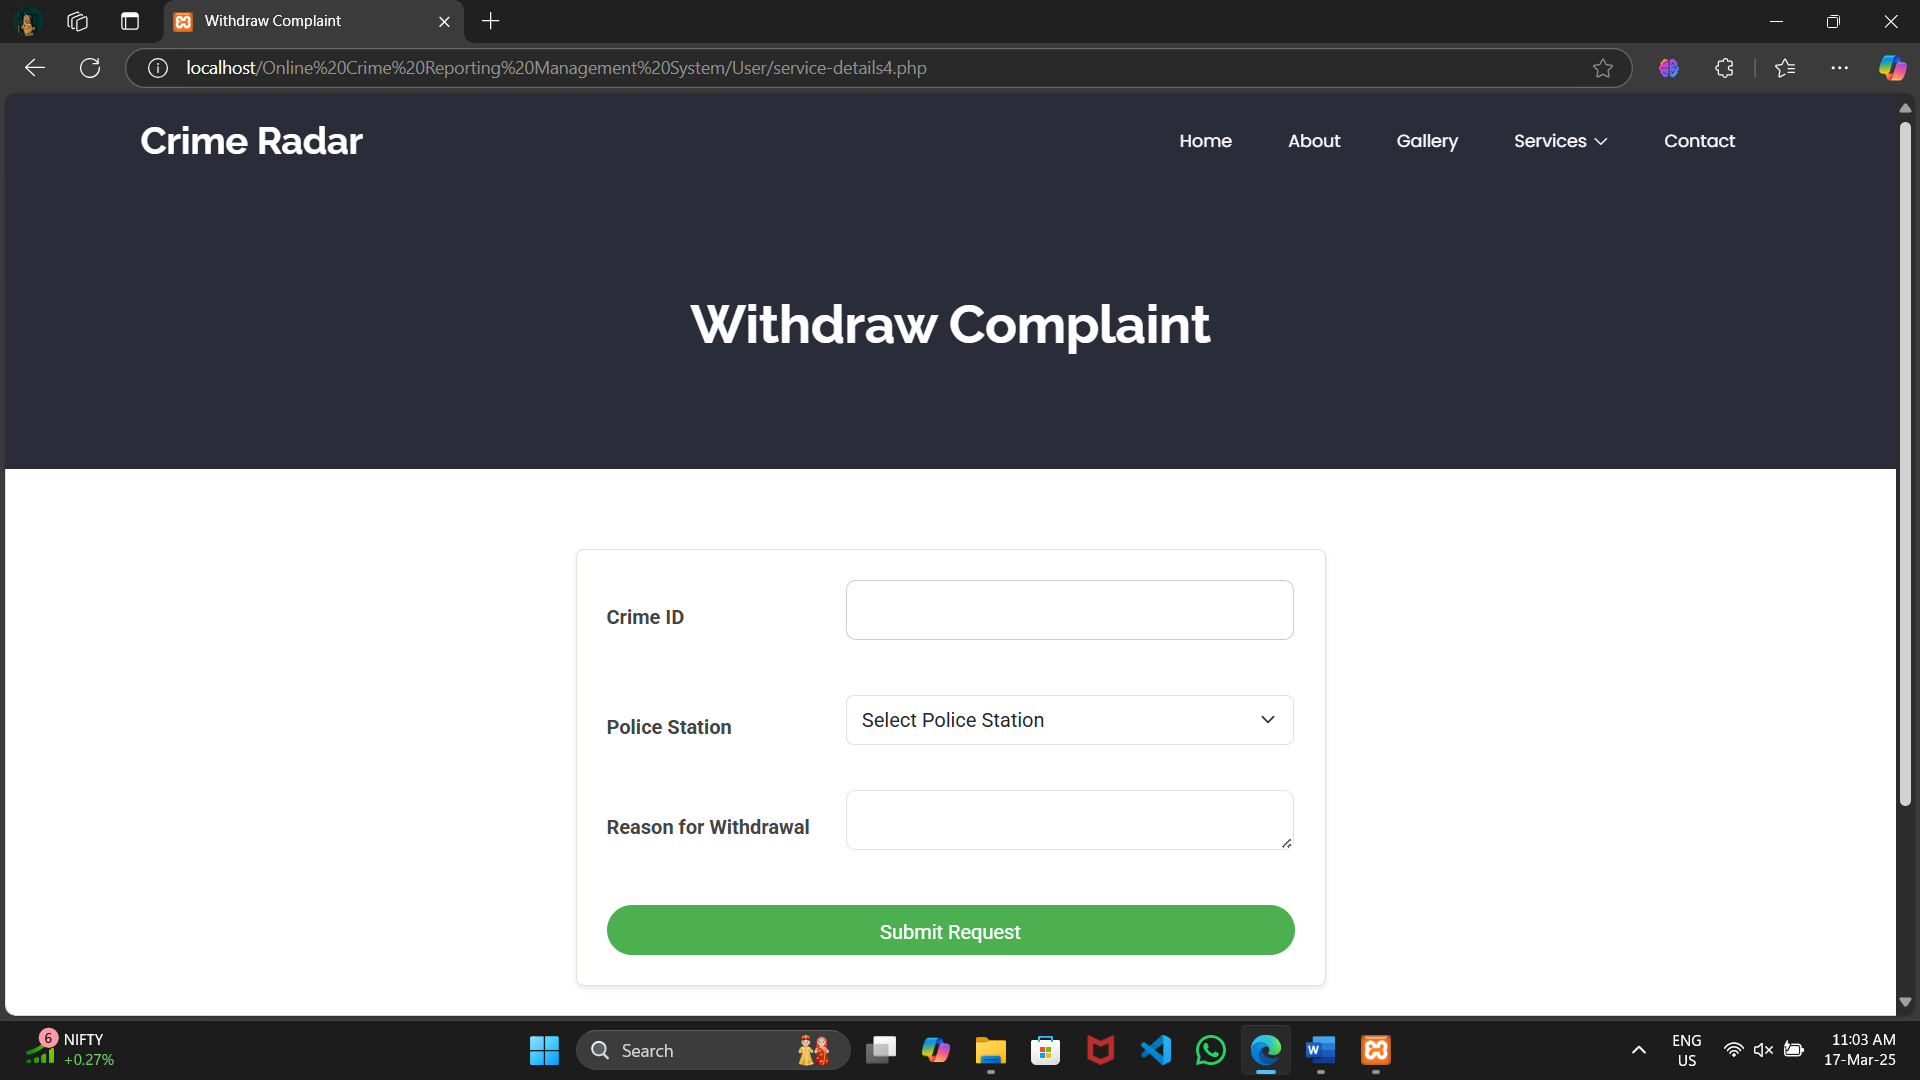 Withdraw Complaint
localhost/Online%20Crime%20Reporting%20Management%20System/User/service-details4.php
Crime Radar
Home About Gallery Services Contact
Withdraw Complaint
Crime ID
Police Station
Select Police Station
Reason for Withdrawal
Submit Request
6
NIFTY
+0.27%
Search
W
ENG
US
11:03 AM
17-Mar-25